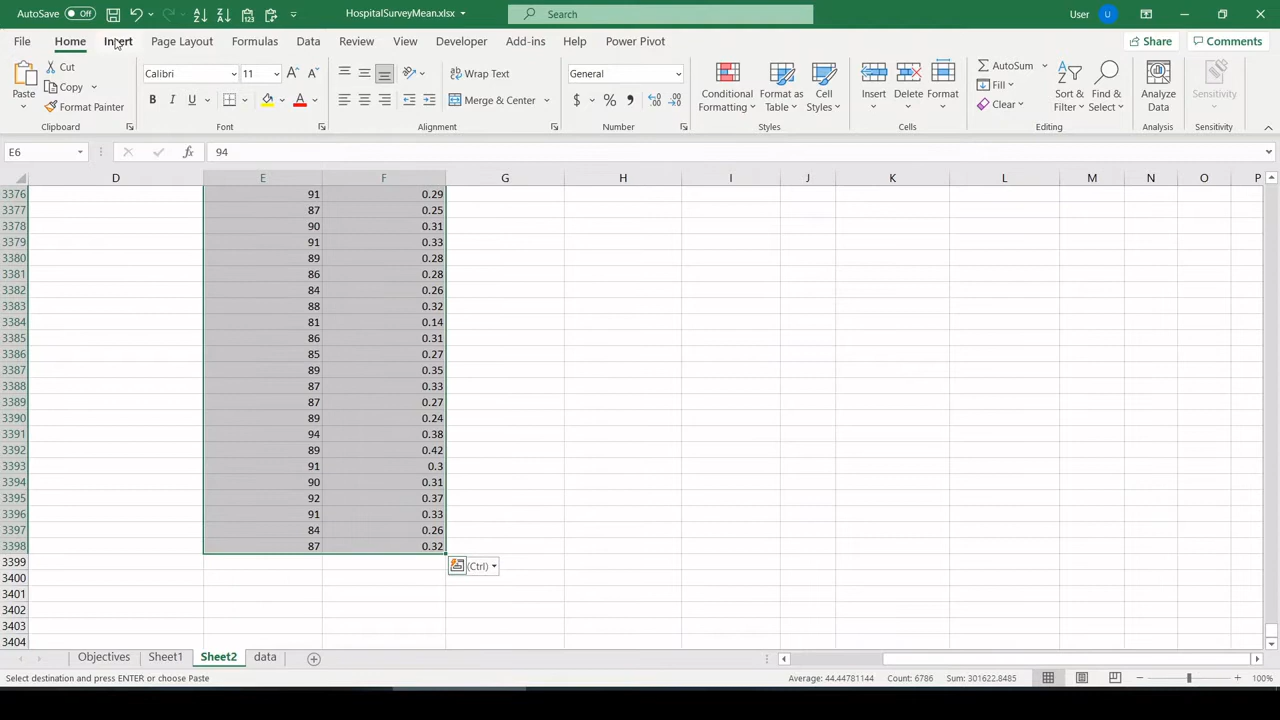 AutoSave Off HospitalSurveyMean.xlsx Search User U
File Home Insert Page Layout Formulas Data Review View Developer Add-ins Help Power Pivot Share Comments
Paste Cut Copy Format Painter Calibri 11 B I U A Wrap Text Merge & Center General $ % , Conditional Formatting Format as Table Cell Styles Insert Delete Format AutoSum Fill Clear Sort & Filter Find & Select Analyze Data Sensitivity
Clipboard Font Alignment Number Styles Cells Editing Analysis Sensitivity
E6 fx 94
D E F G H I J K L M N O P
3376 91 0.29
3377 87 0.25
3378 90 0.31
3379 91 0.33
3380 89 0.28
3381 86 0.28
3382 84 0.26
3383 88 0.32
3384 81 0.14
3385 86 0.31
3386 85 0.27
3387 89 0.35
3388 87 0.33
3389 87 0.27
3390 89 0.24
3391 94 0.38
3392 89 0.42
3393 91 0.3
3394 90 0.31
3395 92 0.37
3396 91 0.33
3397 84 0.26
3398 87 0.32
3399 (Ctrl)
3400
3401
3402
3403
3404
Objectives Sheet1 Sheet2 data
Select destination and press ENTER or choose Paste Average: 44.44781144 Count: 6786 Sum: 301622.8485 100%